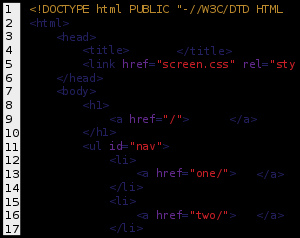 1 <!DOCTYPE html PUBLIC "-//W3C/DTD HTML
2 <html>
3 <head>
4 <title> </title>
5 <link href="screen.css" rel="sty
6 </head>
7 <body>
8 <h1>
9 <a href="/"> </a>
10 </h1>
11 <ul id="nav">
12 <li>
13 <a href="one/"> </a>
14 </li>
15 <li>
16 <a href="two/"> </a>
17 </li>